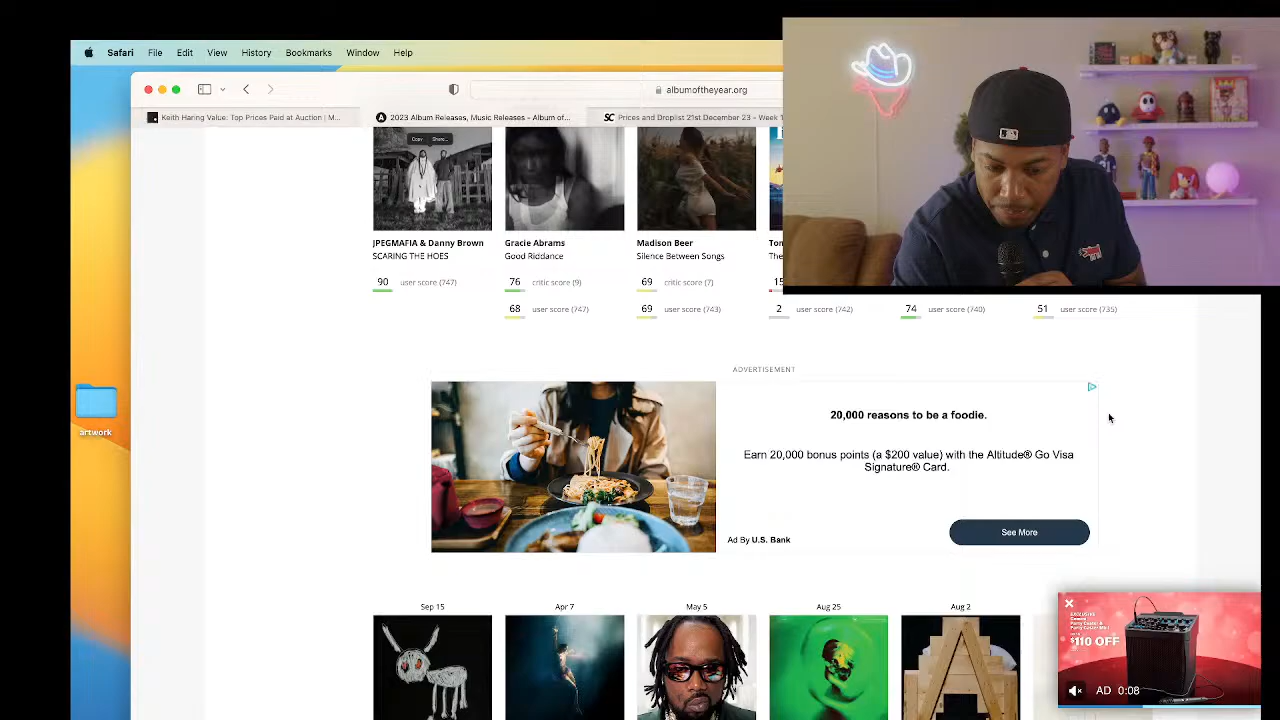 Safari File Edit View History Bookmarks Window Help
albumoftheyear.org
Keith Haring Value: Top Prices Paid at Auction | M...
2023 Album Releases, Music Releases - Album of...
Prices and Droplist 21st December 23 - Week 1
Copy Share...
JPEGMAFIA & Danny Brown
SCARING THE HOES
90 user score (747)
Gracie Abrams
Good Riddance
76 critic score (9)
68 user score (747)
Madison Beer
Silence Between Songs
69 critic score (7)
69 user score (743)
Tom
The
15
2 user score (742)
74 user score (740)
51 user score (735)
artwork
ADVERTISEMENT
20,000 reasons to be a foodie.
Earn 20,000 bonus points (a $200 value) with the Altitude® Go Visa
Signature® Card.
Ad By U.S. Bank
See More
Sep 15
Apr 7
May 5
Aug 25
Aug 2
$110 OFF
AD 0:08